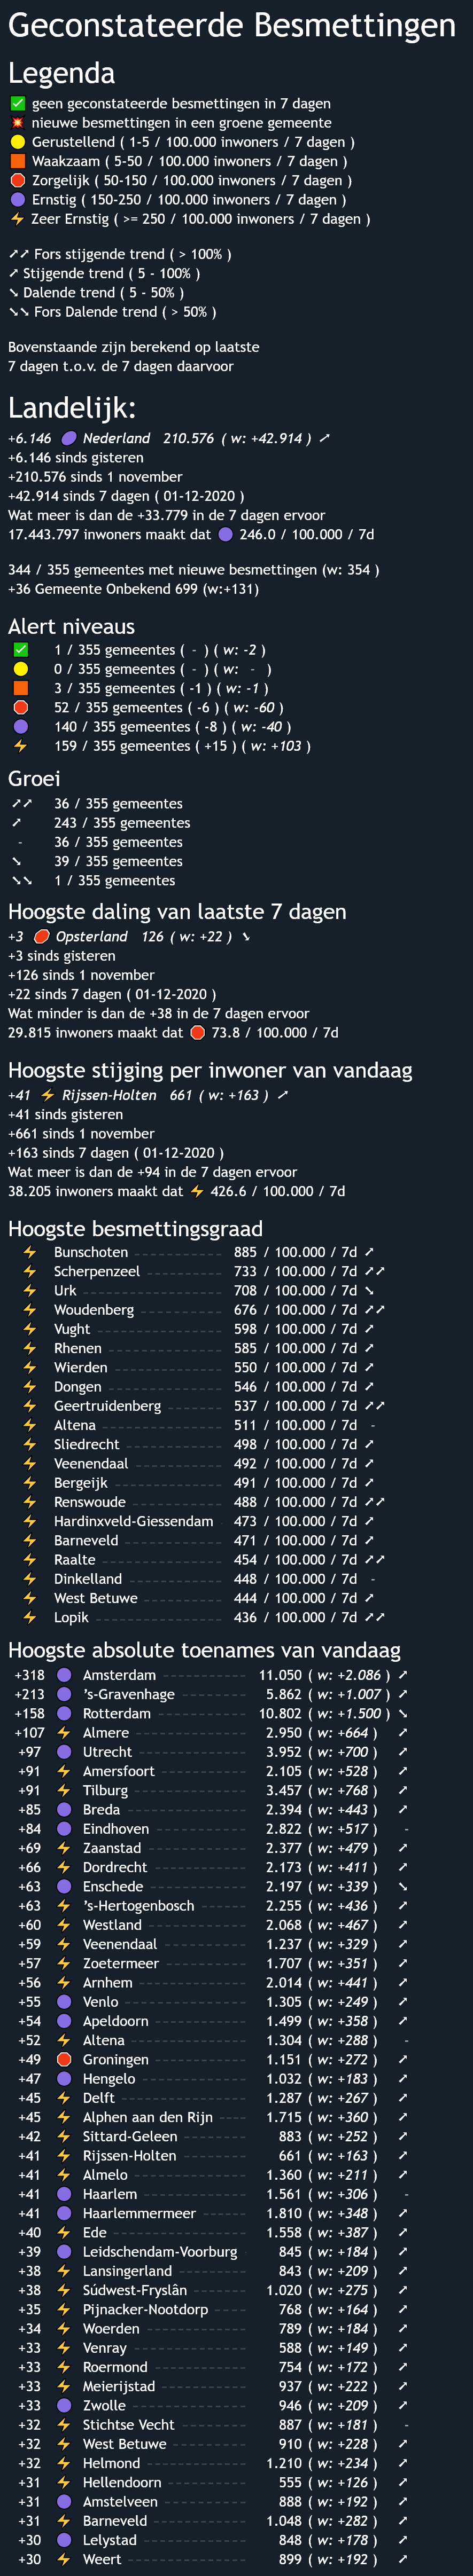 Geconstateerde Besmettingen
Legenda
✅ geen geconstateerde besmettingen in 7 dagen
💥 nieuwe besmettingen in een groene gemeente
🟡 Gerustellend ( 1-5 / 100.000 inwoners / 7 dagen )
🟧 Waakzaam ( 5-50 / 100.000 inwoners / 7 dagen )
🛑 Zorgelijk ( 50-150 / 100.000 inwoners / 7 dagen )
🟣 Ernstig ( 150-250 / 100.000 inwoners / 7 dagen )
⚡ Zeer Ernstig ( >= 250 / 100.000 inwoners / 7 dagen )
➚➚ Fors stijgende trend ( > 100% )
➚ Stijgende trend ( 5 - 100% )
➘ Dalende trend ( 5 - 50% )
➘➘ Fors Dalende trend ( > 50% )
Bovenstaande zijn berekend op laatste
7 dagen t.o.v. de 7 dagen daarvoor
Landelijk:
+6.146 🟣 Nederland 210.576 ( w: +42.914 ) ➚
+6.146 sinds gisteren
+210.576 sinds 1 november
+42.914 sinds 7 dagen ( 01-12-2020 )
Wat meer is dan de +33.779 in de 7 dagen ervoor
17.443.797 inwoners maakt dat 🟣 246.0 / 100.000 / 7d
344 / 355 gemeentes met nieuwe besmettingen (w: 354 )
+36 Gemeente Onbekend 699 (w:+131)
Alert niveaus
✅ 1 / 355 gemeentes ( - ) ( w: -2 )
🟡 0 / 355 gemeentes ( - ) ( w: - )
🟧 3 / 355 gemeentes ( -1 ) ( w: -1 )
🛑 52 / 355 gemeentes ( -6 ) ( w: -60 )
🟣 140 / 355 gemeentes ( -8 ) ( w: -40 )
⚡ 159 / 355 gemeentes ( +15 ) ( w: +103 )
Groei
➚➚ 36 / 355 gemeentes
➚ 243 / 355 gemeentes
- 36 / 355 gemeentes
➘ 39 / 355 gemeentes
➘➘ 1 / 355 gemeentes
Hoogste daling van laatste 7 dagen
+3 🛑 Opsterland 126 ( w: +22 ) ➘
+3 sinds gisteren
+126 sinds 1 november
+22 sinds 7 dagen ( 01-12-2020 )
Wat minder is dan de +38 in de 7 dagen ervoor
29.815 inwoners maakt dat 🛑 73.8 / 100.000 / 7d
Hoogste stijging per inwoner van vandaag
+41 ⚡ Rijssen-Holten 661 ( w: +163 ) ➚
+41 sinds gisteren
+661 sinds 1 november
+163 sinds 7 dagen ( 01-12-2020 )
Wat meer is dan de +94 in de 7 dagen ervoor
38.205 inwoners maakt dat ⚡ 426.6 / 100.000 / 7d
Hoogste besmettingsgraad
⚡ Bunschoten 885 / 100.000 / 7d ➚
⚡ Scherpenzeel 733 / 100.000 / 7d ➚➚
⚡ Urk 708 / 100.000 / 7d ➘
⚡ Woudenberg 676 / 100.000 / 7d ➚➚
⚡ Vught 598 / 100.000 / 7d ➚
⚡ Rhenen 585 / 100.000 / 7d ➚
⚡ Wierden 550 / 100.000 / 7d ➚
⚡ Dongen 546 / 100.000 / 7d ➚
⚡ Geertruidenberg 537 / 100.000 / 7d ➚➚
⚡ Altena 511 / 100.000 / 7d -
⚡ Sliedrecht 498 / 100.000 / 7d ➚
⚡ Veenendaal 492 / 100.000 / 7d ➚
⚡ Bergeijk 491 / 100.000 / 7d ➚
⚡ Renswoude 488 / 100.000 / 7d ➚➚
⚡ Hardinxveld-Giessendam 473 / 100.000 / 7d ➚
⚡ Barneveld 471 / 100.000 / 7d ➚
⚡ Raalte 454 / 100.000 / 7d ➚➚
⚡ Dinkelland 448 / 100.000 / 7d -
⚡ West Betuwe 444 / 100.000 / 7d ➚
⚡ Lopik 436 / 100.000 / 7d ➚➚
Hoogste absolute toenames van vandaag
+318 🟣 Amsterdam 11.050 ( w: +2.086 ) ➚
+213 🟣 's-Gravenhage 5.862 ( w: +1.007 ) ➚
+158 🟣 Rotterdam 10.802 ( w: +1.500 ) ➘
+107 ⚡ Almere 2.950 ( w: +664 ) ➚
+97 🟣 Utrecht 3.952 ( w: +700 ) ➚
+91 ⚡ Amersfoort 2.105 ( w: +528 ) ➚
+91 ⚡ Tilburg 3.457 ( w: +768 ) ➚
+85 🟣 Breda 2.394 ( w: +443 ) ➚
+84 🟣 Eindhoven 2.822 ( w: +517 ) -
+69 ⚡ Zaanstad 2.377 ( w: +479 ) ➚
+66 ⚡ Dordrecht 2.173 ( w: +411 ) ➚
+63 🟣 Enschede 2.197 ( w: +339 ) ➘
+63 ⚡ 's-Hertogenbosch 2.255 ( w: +436 ) ➚
+60 ⚡ Westland 2.068 ( w: +467 ) ➚
+59 ⚡ Veenendaal 1.237 ( w: +329 ) ➚
+57 ⚡ Zoetermeer 1.707 ( w: +351 ) ➚
+56 ⚡ Arnhem 2.014 ( w: +441 ) ➚
+55 🟣 Venlo 1.305 ( w: +249 ) ➚
+54 🟣 Apeldoorn 1.499 ( w: +358 ) ➚
+52 ⚡ Altena 1.304 ( w: +288 ) -
+49 🛑 Groningen 1.151 ( w: +272 ) ➚
+47 🟣 Hengelo 1.032 ( w: +183 ) ➚
+45 ⚡ Delft 1.287 ( w: +267 ) ➚
+45 ⚡ Alphen aan den Rijn 1.715 ( w: +360 ) ➚
+42 ⚡ Sittard-Geleen 883 ( w: +252 ) ➚
+41 ⚡ Rijssen-Holten 661 ( w: +163 ) ➚
+41 ⚡ Almelo 1.360 ( w: +211 ) ➚
+41 🟣 Haarlem 1.561 ( w: +306 ) -
+41 🟣 Haarlemmermeer 1.810 ( w: +348 ) ➚
+40 ⚡ Ede 1.558 ( w: +387 ) ➚
+39 🟣 Leidschendam-Voorburg 845 ( w: +184 ) ➚
+38 ⚡ Lansingerland 843 ( w: +209 ) ➚
+38 ⚡ Súdwest-Fryslân 1.020 ( w: +275 ) ➚
+35 ⚡ Pijnacker-Nootdorp 768 ( w: +164 ) ➚
+34 ⚡ Woerden 789 ( w: +184 ) ➚
+33 ⚡ Venray 588 ( w: +149 ) ➚
+33 ⚡ Roermond 754 ( w: +172 ) ➚
+33 ⚡ Meierijstad 937 ( w: +222 ) ➚
+33 🟣 Zwolle 946 ( w: +209 ) ➚
+32 ⚡ Stichtse Vecht 887 ( w: +181 ) -
+32 ⚡ West Betuwe 910 ( w: +228 ) ➚
+32 ⚡ Helmond 1.210 ( w: +234 ) ➚
+31 ⚡ Hellendoorn 555 ( w: +126 ) ➚
+31 🟣 Amstelveen 888 ( w: +192 ) ➚
+31 ⚡ Barneveld 1.048 ( w: +282 ) ➚
+30 🟣 Lelystad 848 ( w: +178 ) ➚
+30 ⚡ Weert 899 ( w: +192 ) ➚